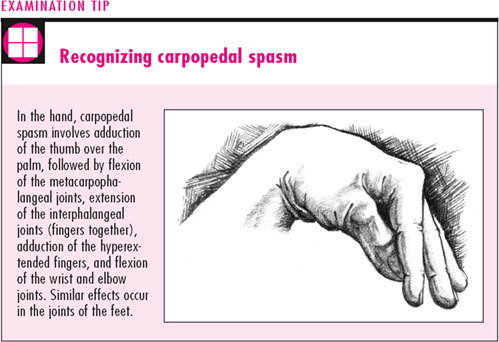 EXAMINATION TIP
Recognizing carpopedal spasm
In the hand, carpopedal
spasm involves adduction
of the thumb over the
palm, followed by flexion
of the metacarpopha-
langeal joints, extension
of the interphalangeal
joints (fingers together),
adduction of the hyperex-
tended fingers, and flexion
of the wrist and elbow
joints. Similar effects occur
in the joints of the feet.